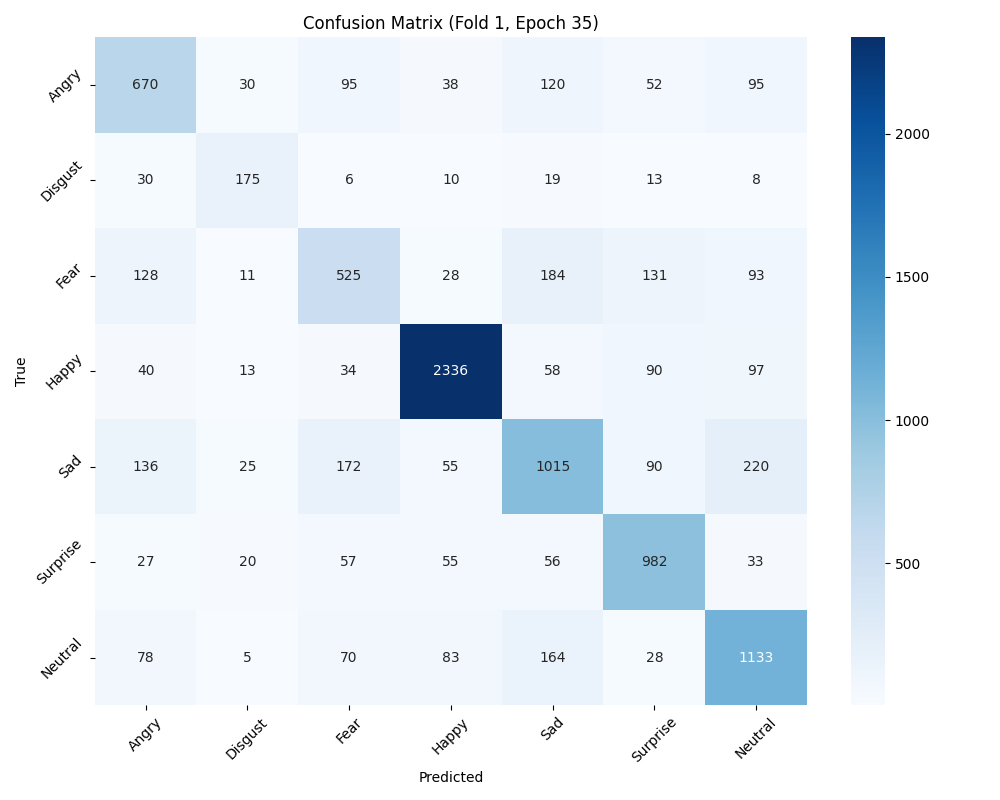 Confusion Matrix (Fold 1, Epoch 35)
True
Angry 670 30 95 38 120 52 95
Disgust 30 175 6 10 19 13 8
Fear 128 11 525 28 184 131 93
Happy 40 13 34 2336 58 90 97
Sad 136 25 172 55 1015 90 220
Surprise 27 20 57 55 56 982 33
Neutral 78 5 70 83 164 28 1133
Angry Disgust Fear Happy Sad Surprise Neutral
Predicted
2000
1500
1000
500